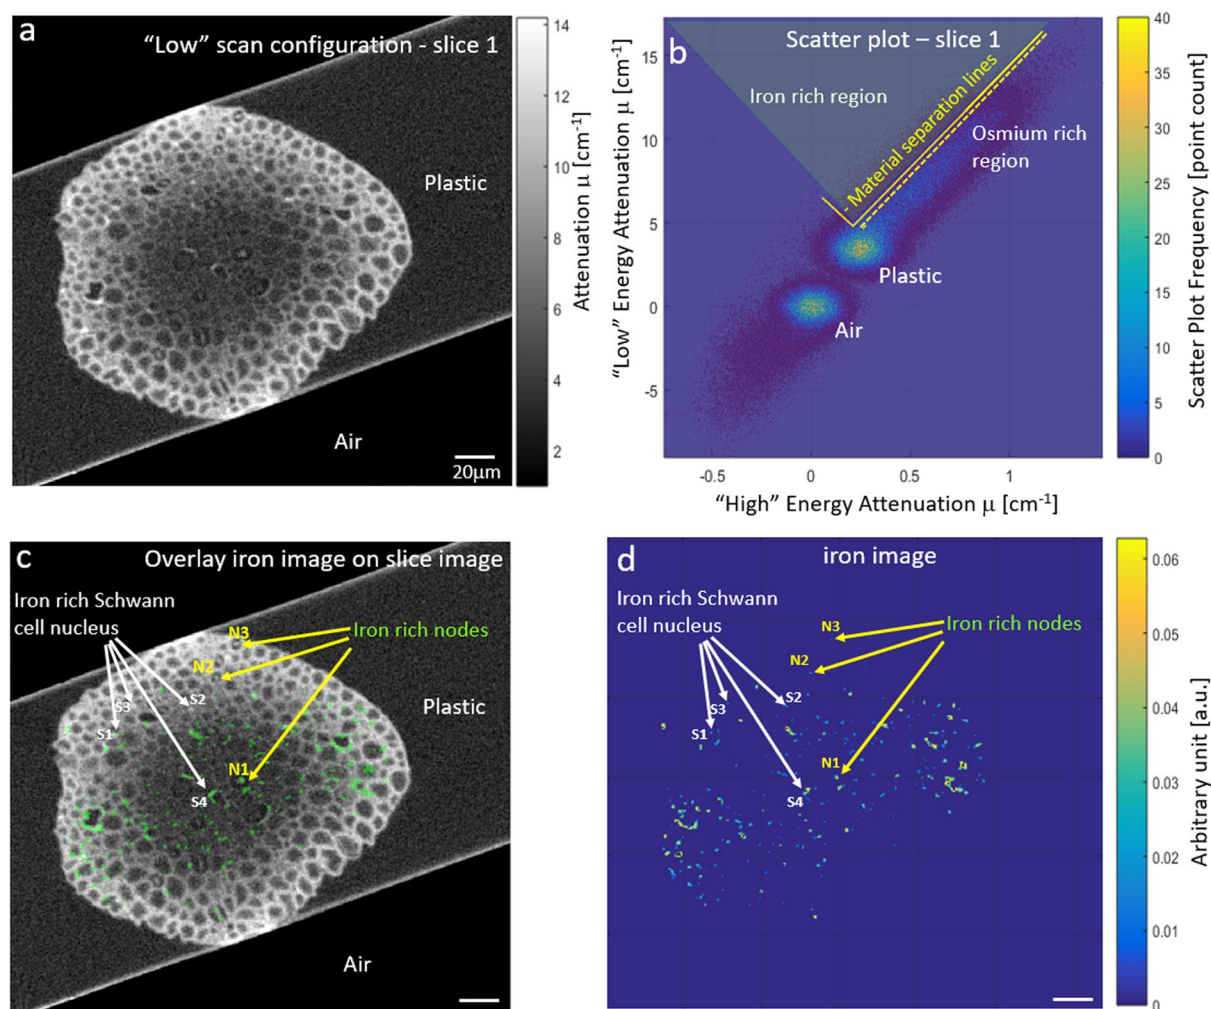 a
"Low" scan configuration - slice 1
Plastic
Air
20μm
14
12
10
8
6
4
2
Attenuation μ [cm-1]
b
Scatter plot – slice 1
Iron rich region
Material separation lines
Osmium rich
region
Plastic
Air
15
10
5
0
-5
"Low" Energy Attenuation μ [cm-1]
-0.5
0
0.5
1
"High" Energy Attenuation μ [cm-1]
40
35
30
25
20
15
10
5
0
Scatter Plot Frequency [point count]
c
Overlay iron image on slice image
Iron rich Schwann
cell nucleus
Iron rich nodes
N3
N2
S2
S3
S1
N1
S4
Plastic
Air
d
iron image
Iron rich Schwann
cell nucleus
Iron rich nodes
N3
N2
S2
S3
S1
N1
S4
0.06
0.05
0.04
0.03
0.02
0.01
0
Arbitrary unit [a.u.]